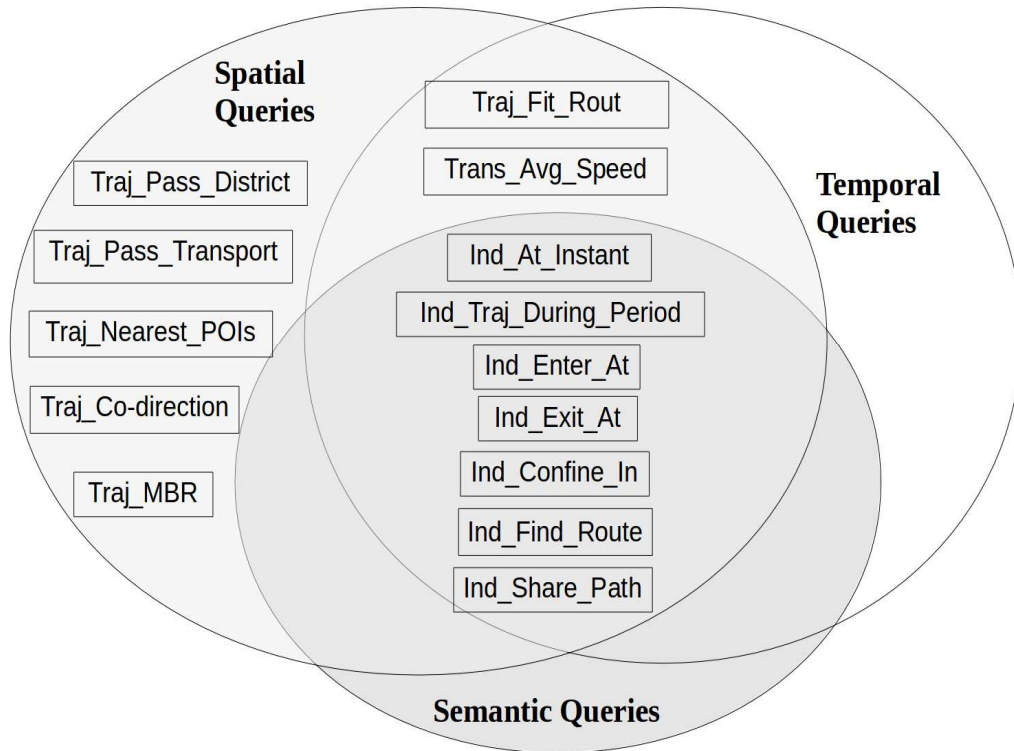 Spatial
Queries
Traj_Pass_District
Traj_Pass_Transport
Traj_Nearest_POIs
Traj_Co-direction
Traj_MBR
Traj_Fit_Rout
Trans_Avg_Speed
Ind_At_Instant
Ind_Traj_During_Period
Ind_Enter_At
Ind_Exit_At
Ind_Confine_In
Ind_Find_Route
Ind_Share_Path
Temporal
Queries
Semantic Queries